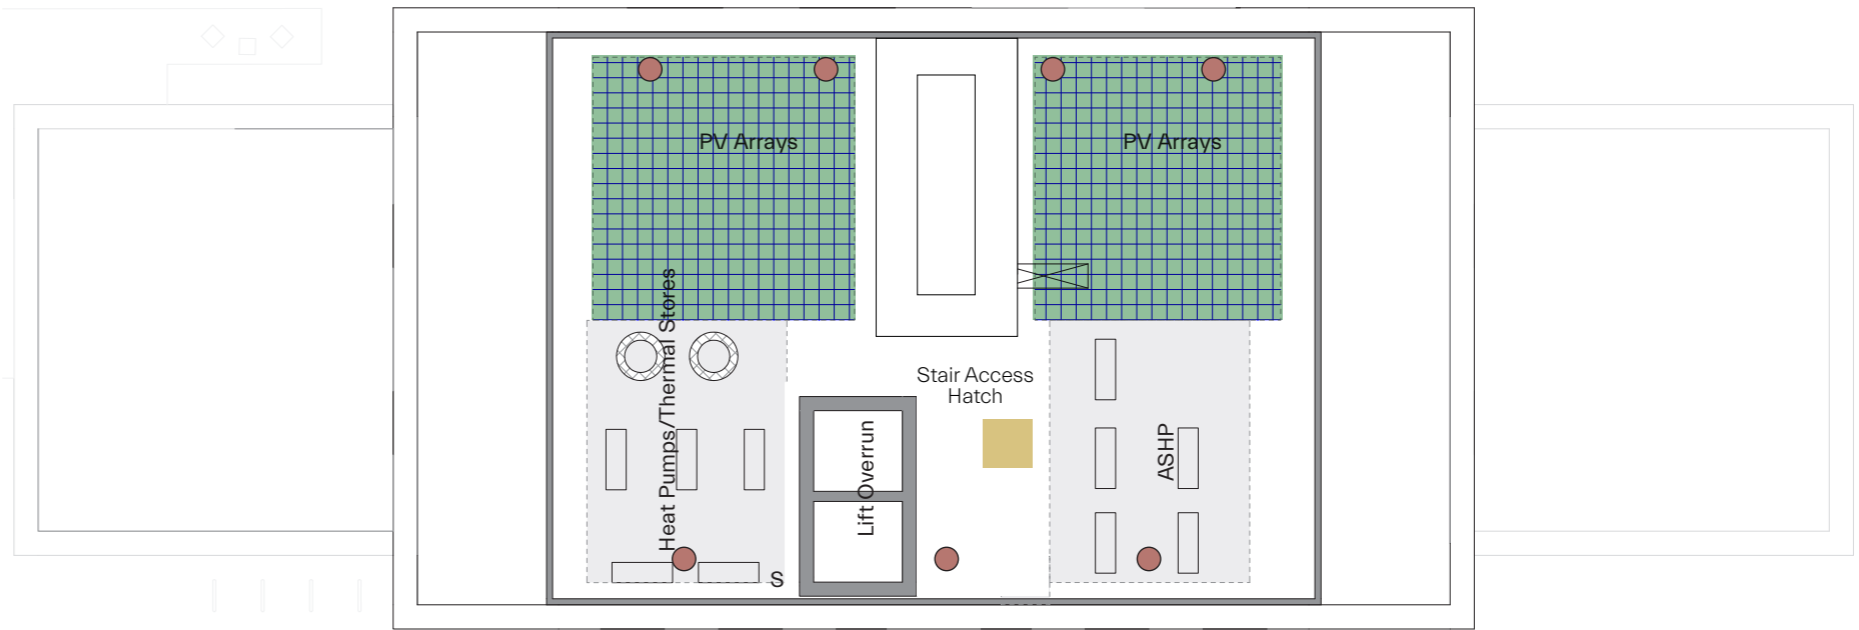 PV Arrays
PV Arrays
Heat Pumps/Thermal Stores
Stair Access
Hatch
Lift Overrun
ASHP
S